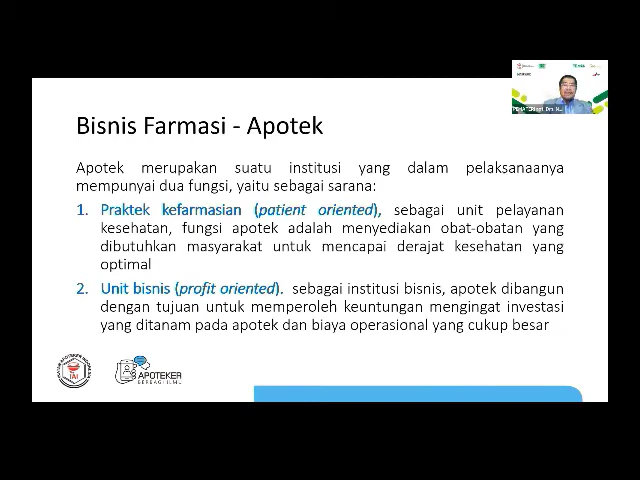 Bisnis Farmasi - Apotek
Apotek merupakan suatu institusi yang dalam pelaksanaanya
mempunyai dua fungsi, yaitu sebagai sarana:
1. Praktek kefarmasian (patient oriented), sebagai unit pelayanan
kesehatan, fungsi apotek adalah menyediakan obat-obatan yang
dibutuhkan masyarakat untuk mencapai derajat kesehatan yang
optimal
2. Unit bisnis (profit oriented). sebagai institusi bisnis, apotek dibangun
dengan tujuan untuk memperoleh keuntungan mengingat investasi
yang ditanam pada apotek dan biaya operasional yang cukup besar
IAI
APOTEKER
BERBAGI ILMU